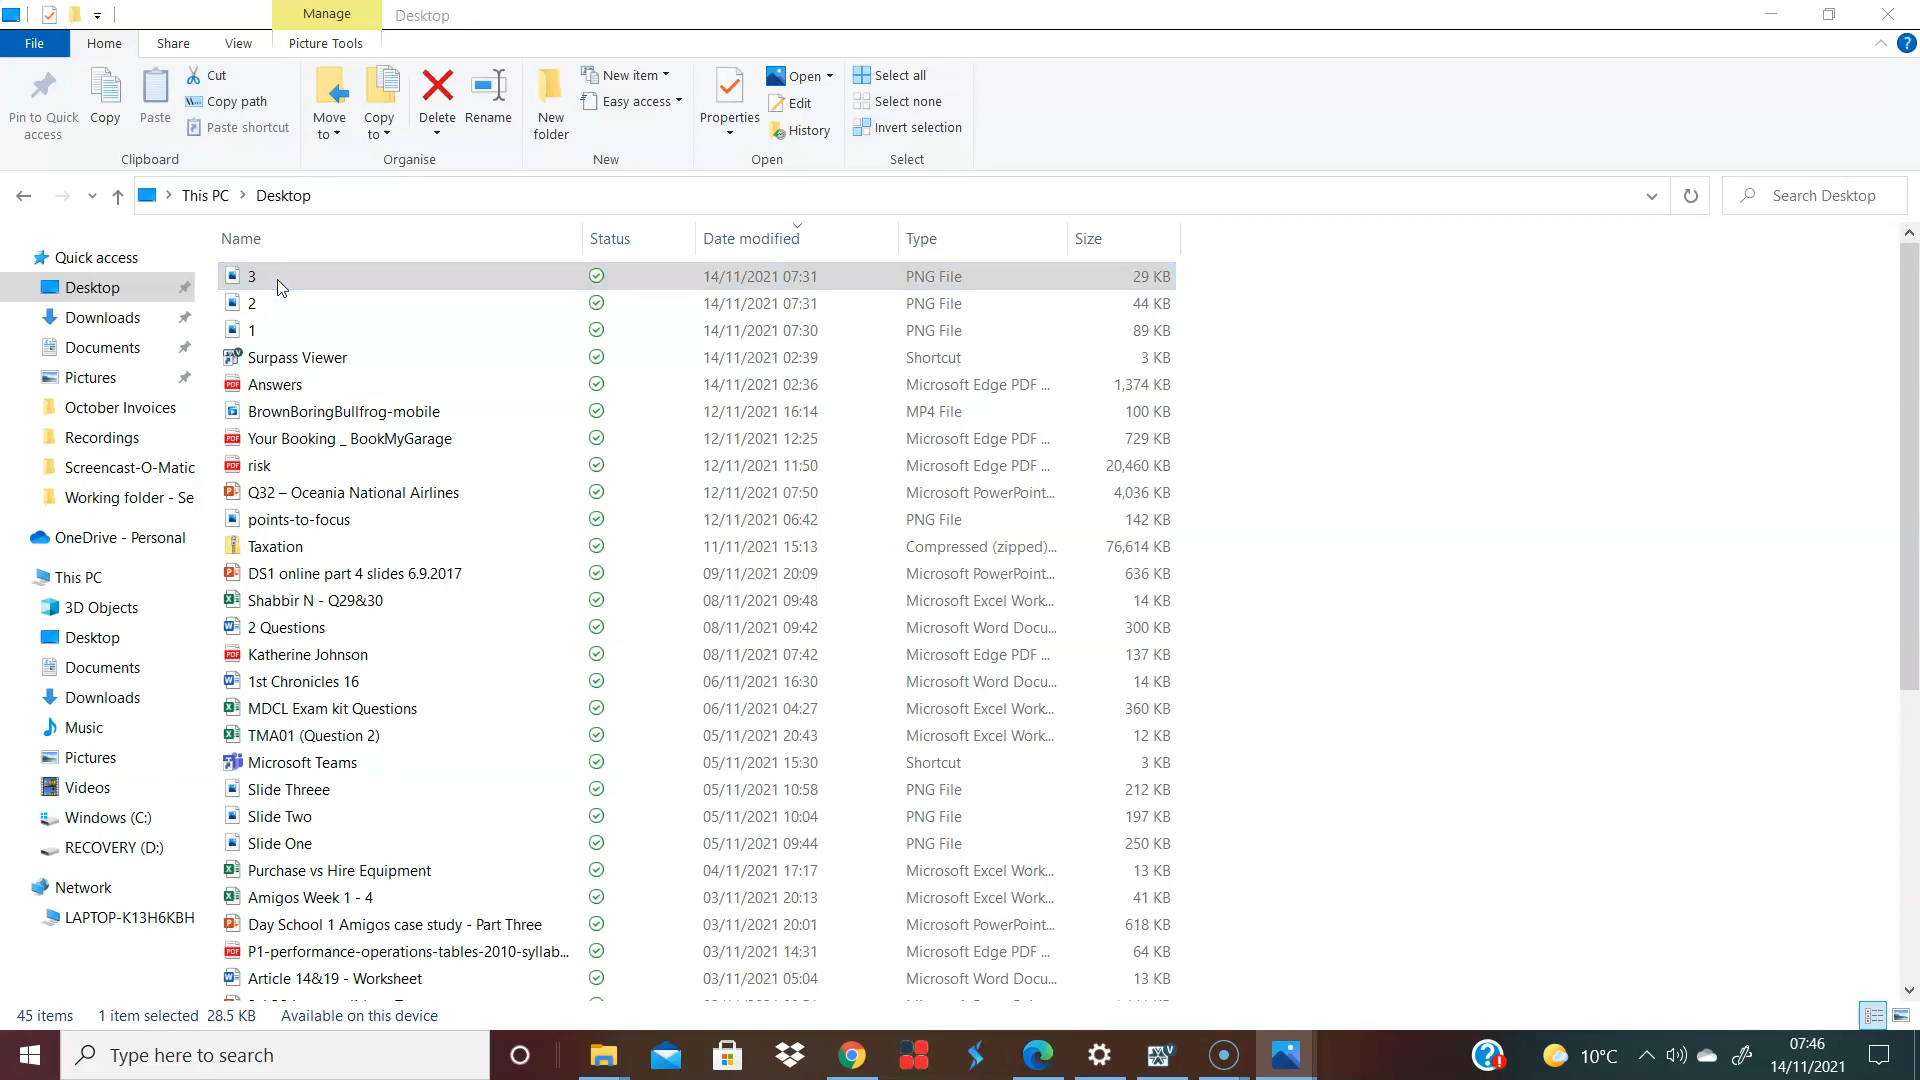 Manage
Desktop
File
Home
Share
View
Picture Tools
Pin to Quick access
Copy
Paste
Cut
Copy path
Paste shortcut
Clipboard
Move to
Copy to
Delete
Rename
Organise
New folder
New item
Easy access
New
Properties
Open
Edit
History
Open
Select all
Select none
Invert selection
Select
This PC > Desktop
Search Desktop
Name Status Date modified Type Size
Quick access
Desktop
Downloads
Documents
Pictures
October Invoices
Recordings
Screencast-O-Matic
Working folder - Se
OneDrive - Personal
This PC
3D Objects
Desktop
Documents
Downloads
Music
Pictures
Videos
Windows (C:)
RECOVERY (D:)
Network
LAPTOP-K13H6KBH
3 14/11/2021 07:31 PNG File 29 KB
2 14/11/2021 07:31 PNG File 44 KB
1 14/11/2021 07:30 PNG File 89 KB
Surpass Viewer 14/11/2021 02:39 Shortcut 3 KB
Answers 14/11/2021 02:36 Microsoft Edge PDF ... 1,374 KB
BrownBoringBullfrog-mobile 12/11/2021 16:14 MP4 File 100 KB
Your Booking _ BookMyGarage 12/11/2021 12:25 Microsoft Edge PDF ... 729 KB
risk 12/11/2021 11:50 Microsoft Edge PDF ... 20,460 KB
Q32 – Oceania National Airlines 12/11/2021 07:50 Microsoft PowerPoint... 4,036 KB
points-to-focus 12/11/2021 06:42 PNG File 142 KB
Taxation 11/11/2021 15:13 Compressed (zipped)... 76,614 KB
DS1 online part 4 slides 6.9.2017 09/11/2021 20:09 Microsoft PowerPoint... 636 KB
Shabbir N - Q29&30 08/11/2021 09:48 Microsoft Excel Work... 14 KB
2 Questions 08/11/2021 09:42 Microsoft Word Docu... 300 KB
Katherine Johnson 08/11/2021 07:42 Microsoft Edge PDF ... 137 KB
1st Chronicles 16 06/11/2021 16:30 Microsoft Word Docu... 14 KB
MDCL Exam kit Questions 06/11/2021 04:27 Microsoft Excel Work... 360 KB
TMA01 (Question 2) 05/11/2021 20:43 Microsoft Excel Work... 12 KB
Microsoft Teams 05/11/2021 15:30 Shortcut 3 KB
Slide Threee 05/11/2021 10:58 PNG File 212 KB
Slide Two 05/11/2021 10:04 PNG File 197 KB
Slide One 05/11/2021 09:44 PNG File 250 KB
Purchase vs Hire Equipment 04/11/2021 17:17 Microsoft Excel Work... 13 KB
Amigos Week 1 - 4 03/11/2021 20:13 Microsoft Excel Work... 41 KB
Day School 1 Amigos case study - Part Three 03/11/2021 20:01 Microsoft PowerPoint... 618 KB
P1-performance-operations-tables-2010-syllab... 03/11/2021 14:31 Microsoft Edge PDF ... 64 KB
Article 14&19 - Worksheet 03/11/2021 05:04 Microsoft Word Docu... 13 KB
45 items 1 item selected 28.5 KB Available on this device
Type here to search
10°C
07:46
14/11/2021